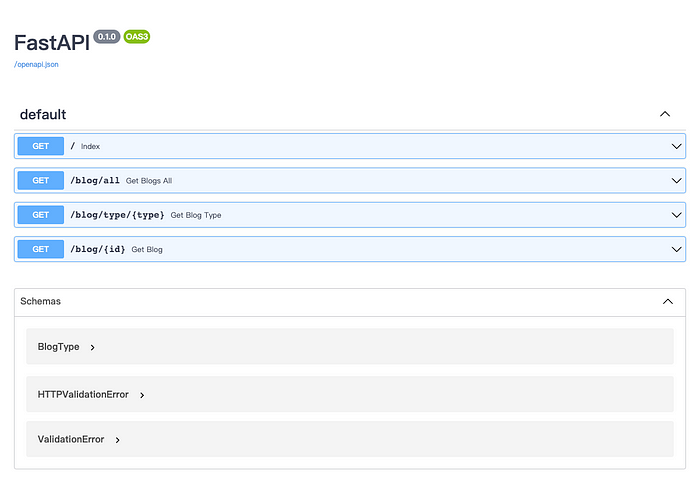 FastAPI 0.1.0 OAS3
/openapi.json
default
GET / Index
GET /blog/all Get Blogs All
GET /blog/type/{type} Get Blog Type
GET /blog/{id} Get Blog
Schemas
BlogType
HTTPValidationError
ValidationError